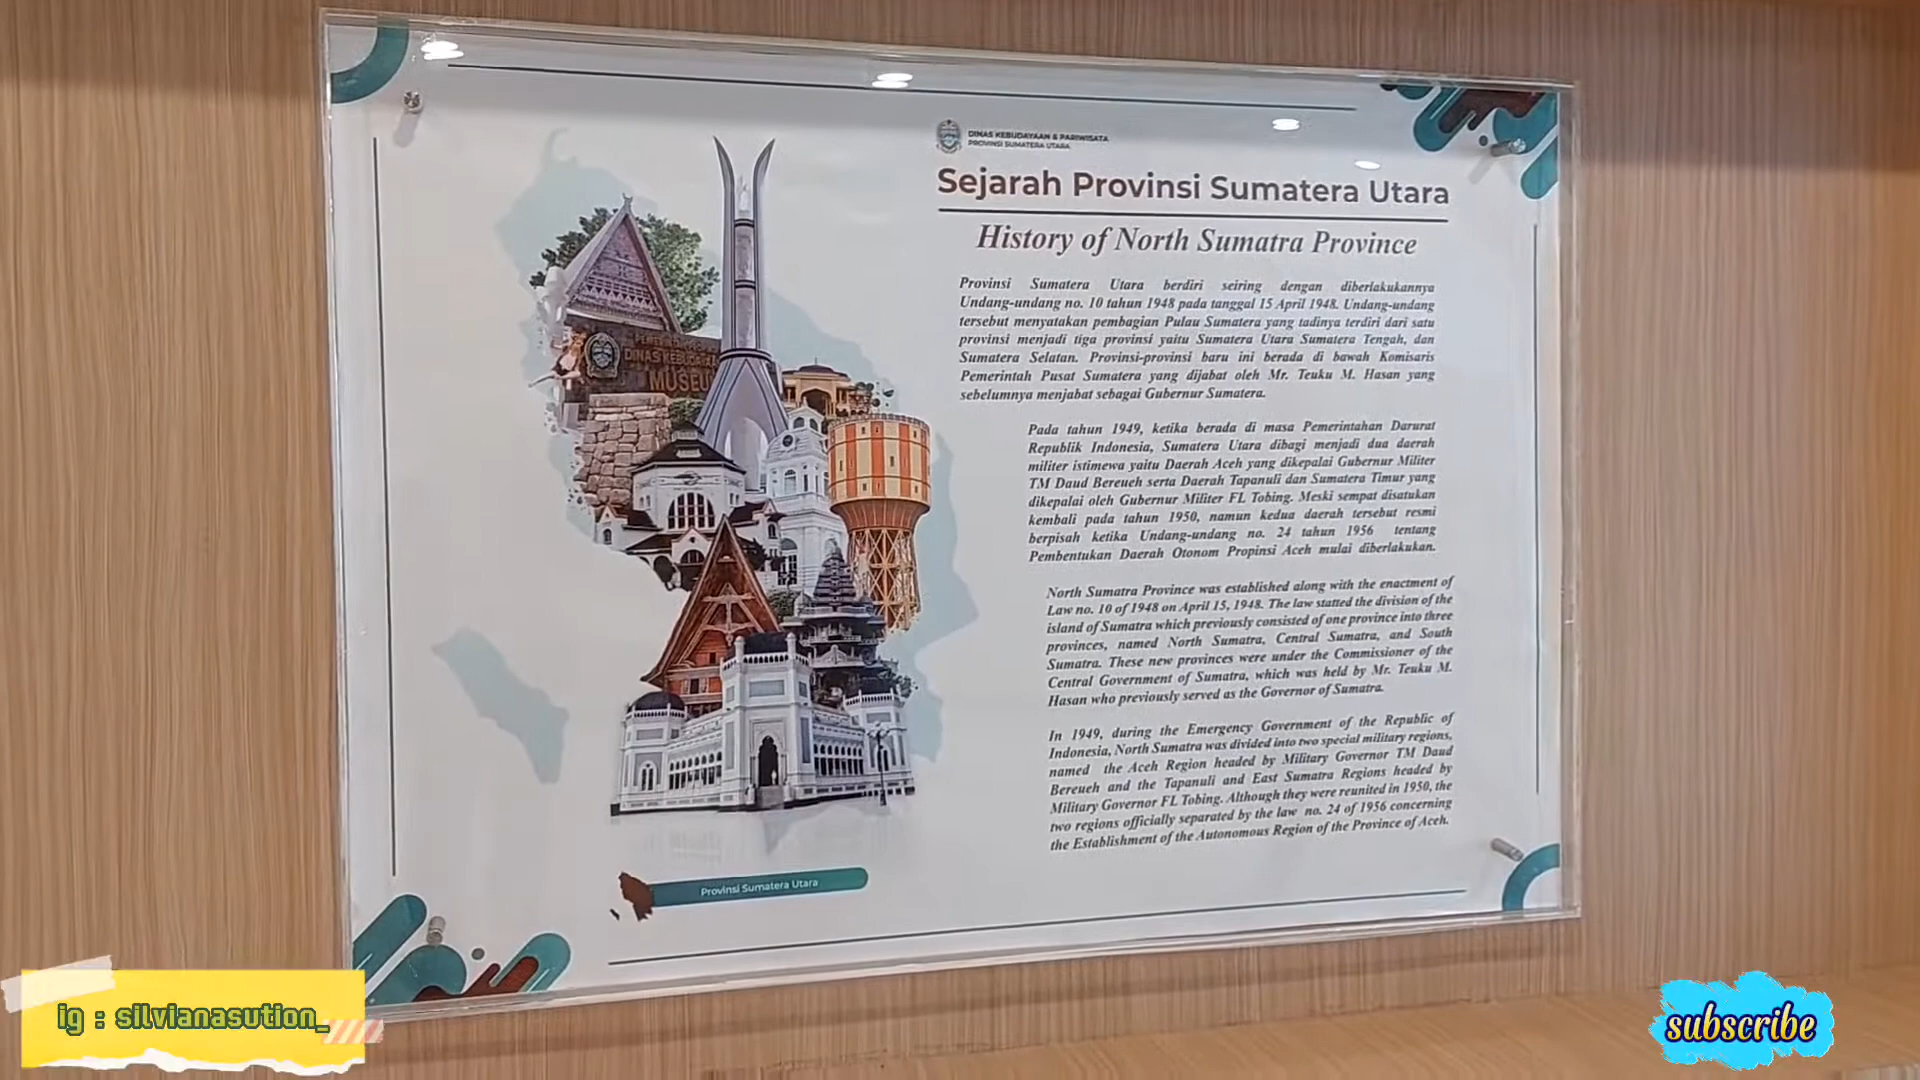 DINAS KEBUDAYAAN & PARIWISATA
PROVINSI SUMATERA UTARA
Sejarah Provinsi Sumatera Utara
History of North Sumatra Province
Provinsi Sumatera Utara berdiri seiring dengan diberlakukannya
Undang-undang no. 10 tahun 1948 pada tanggal 15 April 1948. Undang-undang
tersebut menyatakan pembagian Pulau Sumatera yang tadinya terdiri dari satu
provinsi menjadi tiga provinsi yaitu Sumatera Utara Sumatera Tengah, dan
Sumatera Selatan. Provinsi-provinsi baru ini berada di bawah Komisaris
Pemerintah Pusat Sumatera yang dijabat oleh Mr. Teuku M. Hasan yang
sebelumnya menjabat sebagai Gubernur Sumatera.
Pada tahun 1949, ketika berada di masa Pemerintahan Darurat
Republik Indonesia, Sumatera Utara dibagi menjadi dua daerah
militer istimewa yaitu Daerah Aceh yang dikepalai Gubernur Militer
TM Daud Bereueh serta Daerah Tapanuli dan Sumatera Timur yang
dikepalai oleh Gubernur Militer FL Tobing. Meski sempat disatukan
kembali pada tahun 1950, namun kedua daerah tersebut resmi
berpisah ketika Undang-undang no. 24 tahun 1956 tentang
Pembentukan Daerah Otonom Propinsi Aceh mulai diberlakukan.
North Sumatra Province was established along with the enactment of
Law no. 10 of 1948 on April 15, 1948. The law statted the division of the
island of Sumatra which previously consisted of one province into three
provinces, named North Sumatra, Central Sumatra, and South
Sumatra. These new provinces were under the Commissioner of the
Central Government of Sumatra, which was held by Mr. Teuku M.
Hasan who previously served as the Governor of Sumatra.
In 1949, during the Emergency Government of the Republic of
Indonesia, North Sumatra was divided into two special military regions,
named the Aceh Region headed by Military Governor TM Daud
Bereueh and the Tapanuli and East Sumatra Regions headed by
Military Governor FL Tobing. Although they were reunited in 1950, the
two regions officially separated by the law no. 24 of 1956 concerning
the Establishment of the Autonomous Region of the Province of Aceh.
DINAS KEBUDAYA
MUSEU
Provinsi Sumatera Utara
ig : silvianasution_
subscribe